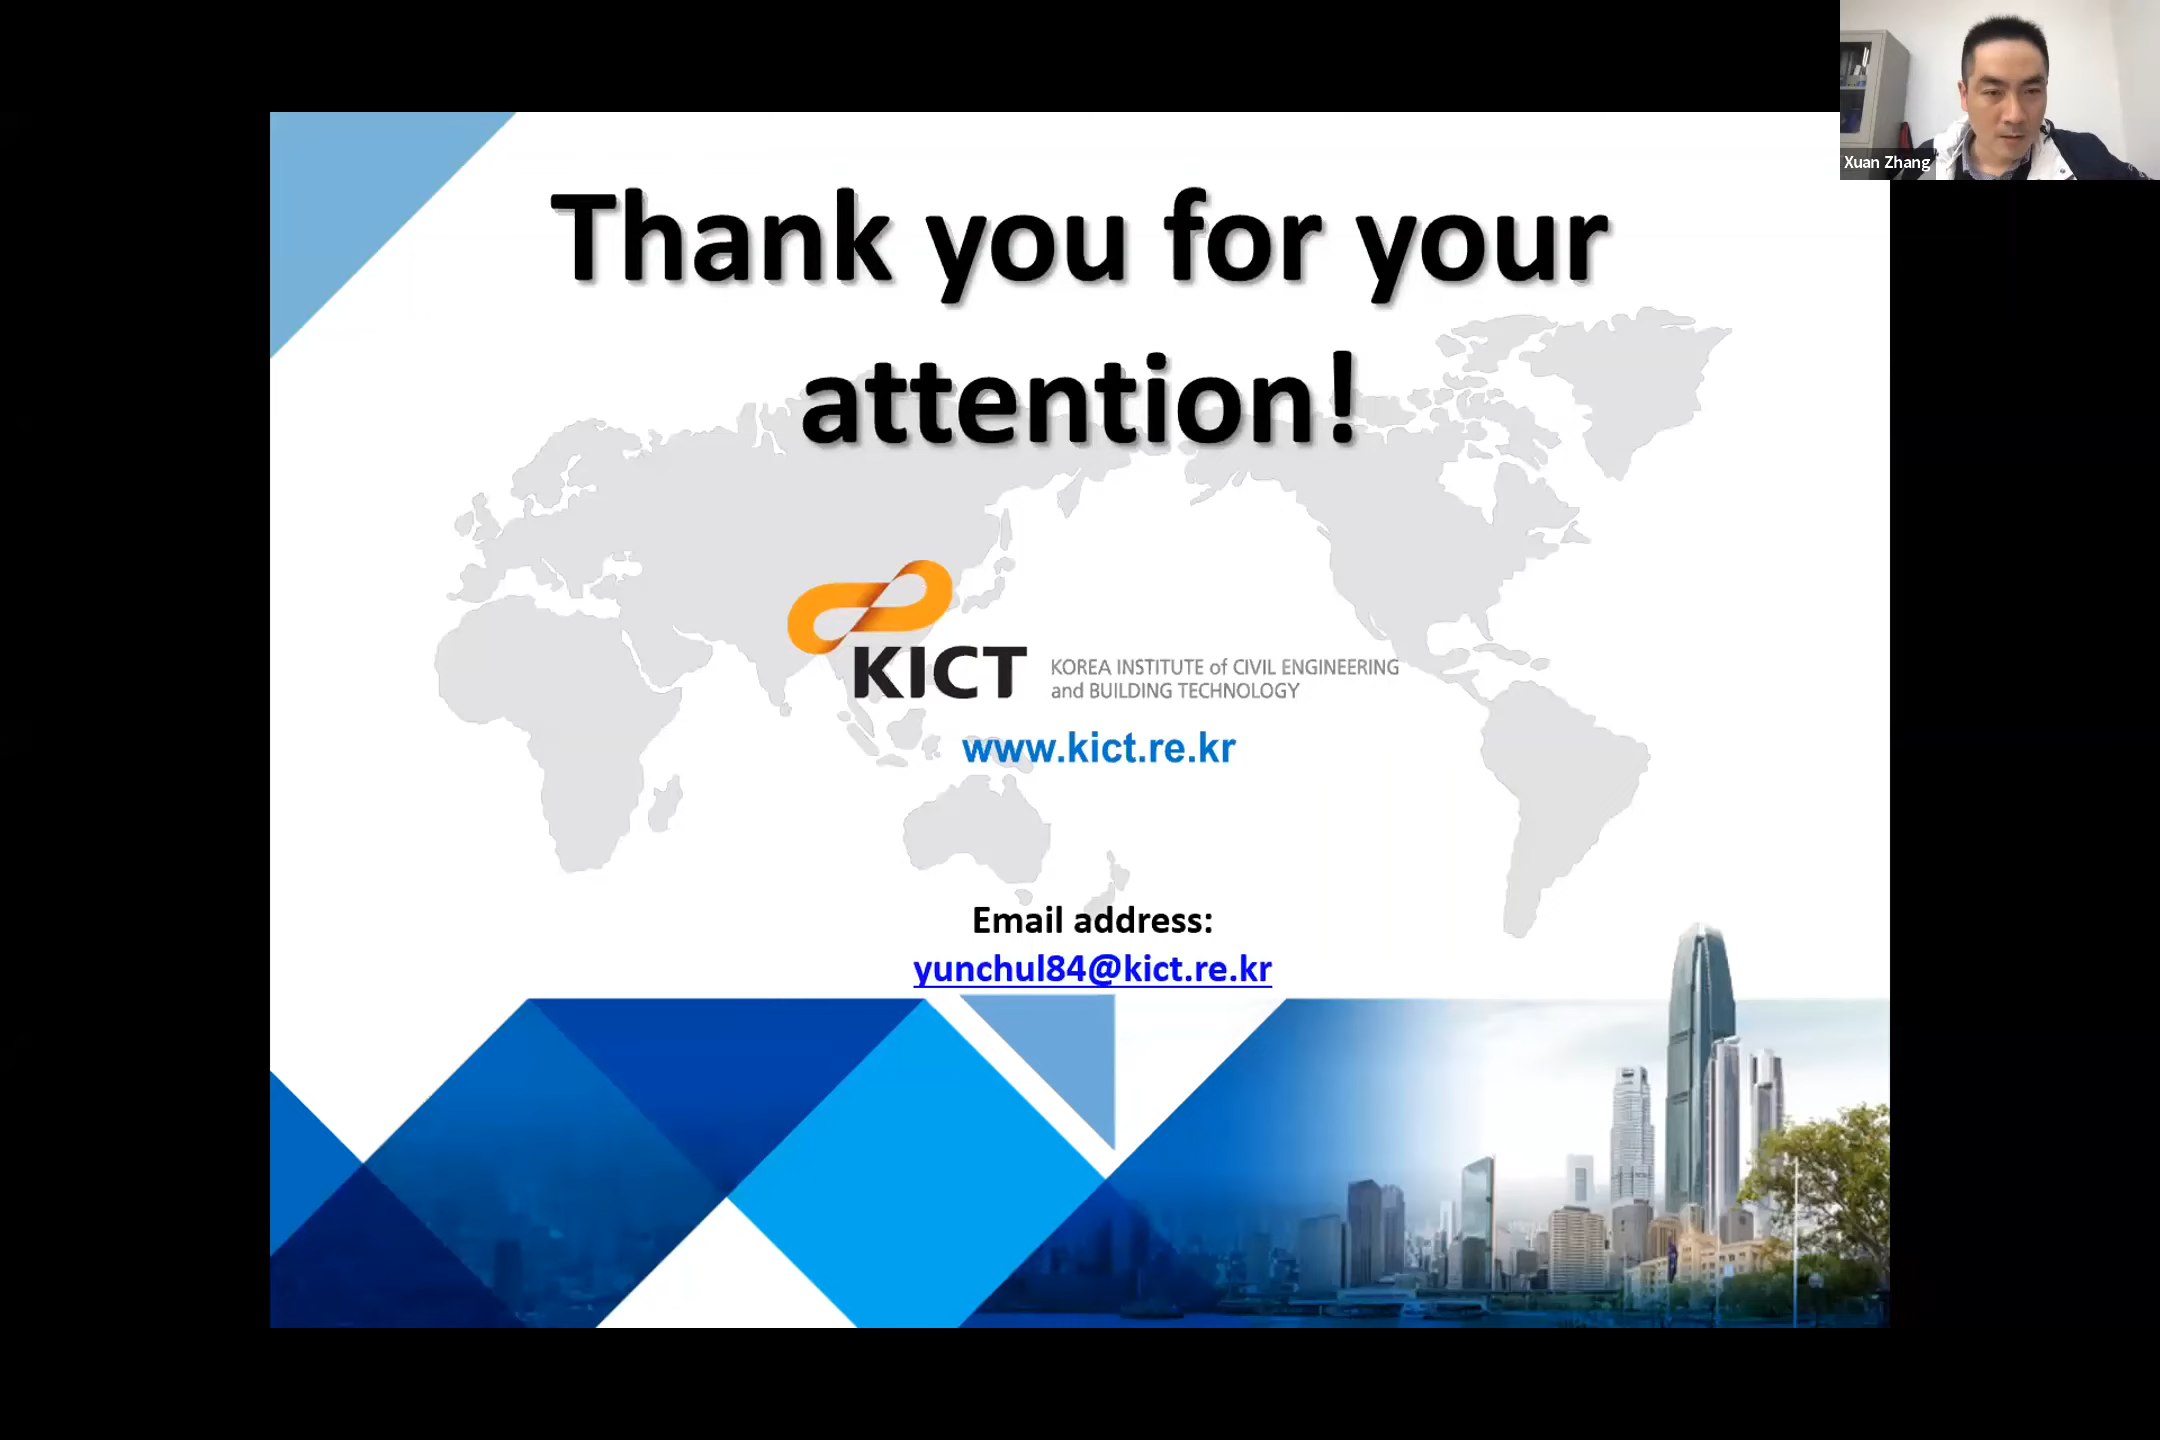 Xuan Zhang
Thank you for your
attention!
KICT
KOREA INSTITUTE of CIVIL ENGINEERING
and BUILDING TECHNOLOGY
www.kict.re.kr
Email address:
yunchul84@kict.re.kr